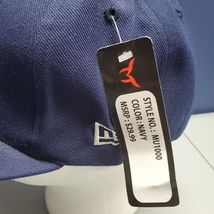 STYLE NO.: MU1000
COLOR: NAVY
MSRP: $29.99